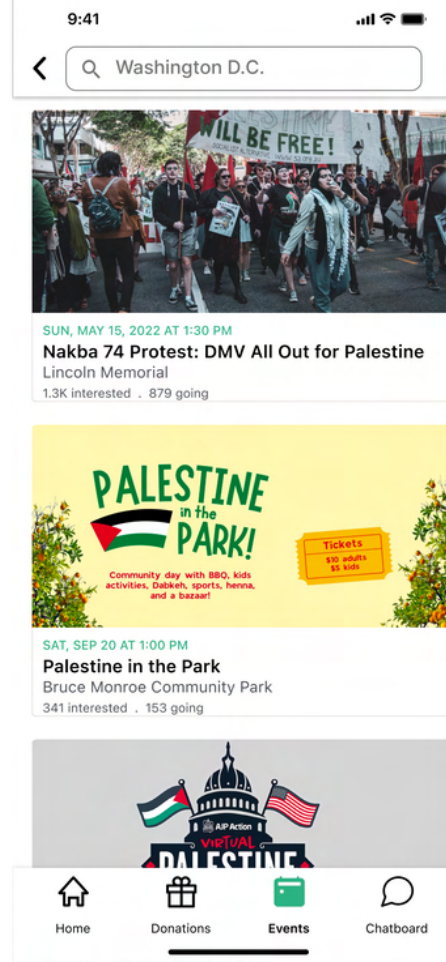 9:41
Washington D.C.
WILL BE FREE!
SOCIALIST ALTERNATIVE
SUN, MAY 15, 2022 AT 1:30 PM
Nakba 74 Protest: DMV All Out for Palestine
Lincoln Memorial
1.3K interested . 879 going
PALESTINE
in the
PARK!
Community day with BBQ, kids
activities, Dabkeh, sports, henna,
and a bazaar!
Tickets
$10 adults
$5 kids
SAT, SEP 20 AT 1:00 PM
Palestine in the Park
Bruce Monroe Community Park
341 interested . 153 going
AJP Action
VIRTUAL
PALESTINE
Home
Donations
Events
Chatboard